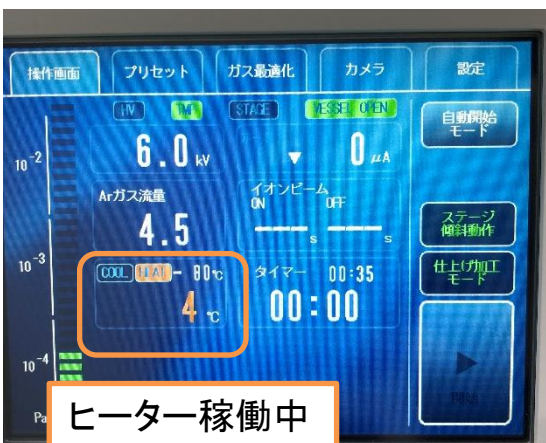 操作画面
プリセット
ガス最適化
カメラ
設定
HV TMP STAGE VESSEL OPEN
6.0 kV
0 μA
自動開始
モード
10-2
Arガス流量
4.5
イオンビーム
ON OFF
--- s --- s
ステージ
傾斜動作
10-3
COOL HEAT - 80℃
4 ℃
タイマー 00:35
00:00
仕上げ加工
モード
10-4
Pa
開始
ヒーター稼働中